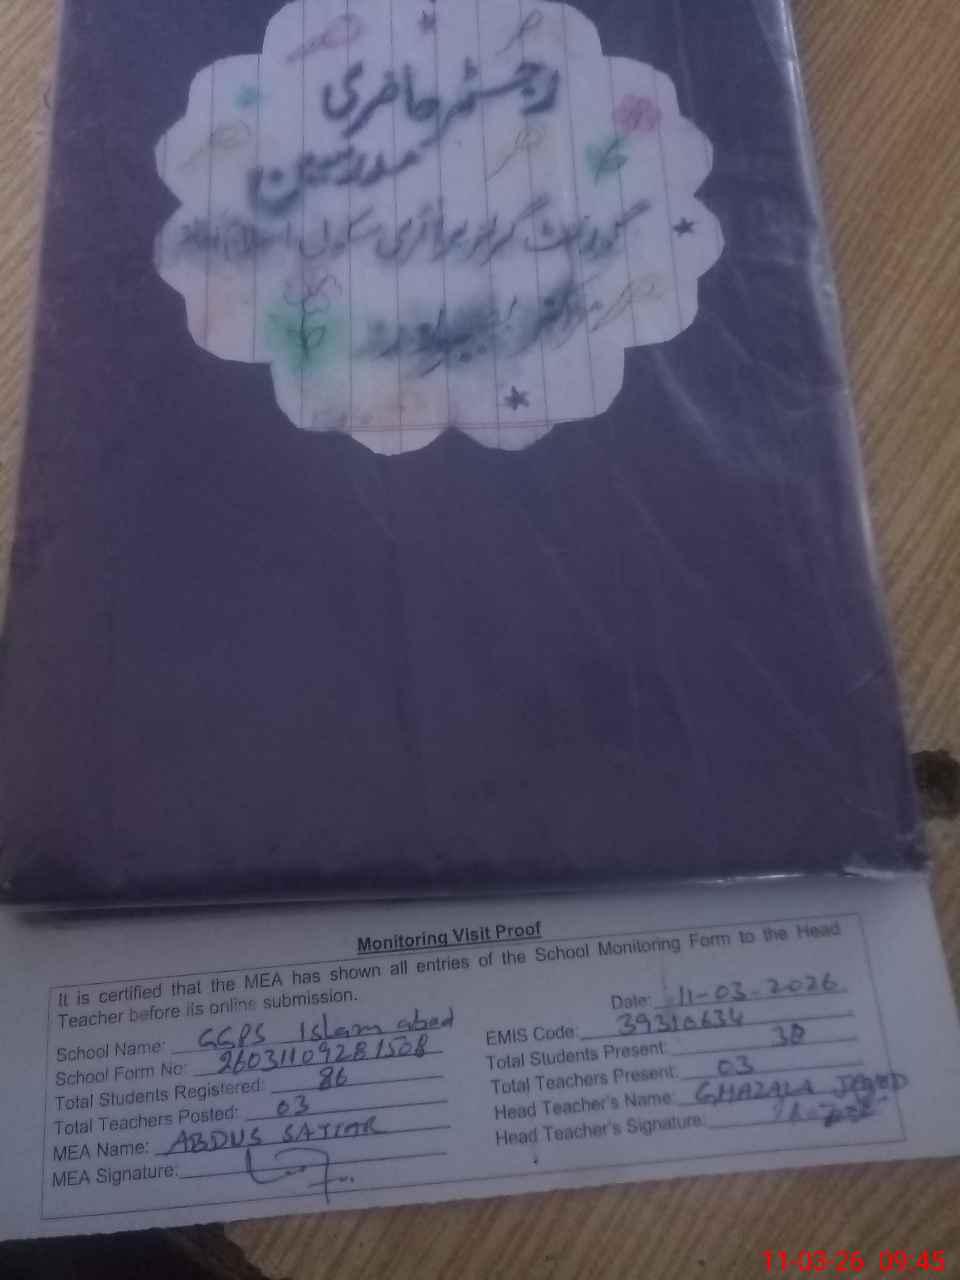 رجسٹر حاضری
مدرسین
گورنمنٹ گرلز پرائمری سکول اسلام آباد
مرکز
Monitoring Visit Proof
It is certified that the MEA has shown all entries of the School Monitoring Form to the Head
Teacher before its online submission.
Date: 11-03-2026
School Name: GGPS Islam abad
EMIS Code: 39310634
School Form No: 26031109281508
Total Students Present: 38
Total Students Registered: 86
Total Teachers Present: 03
Total Teachers Posted: 03
Head Teacher's Name: GHAZALA
MEA Name: ABDUS SATTAR
Head Teacher's Signature:
MEA Signature:
11-03-26 09:45